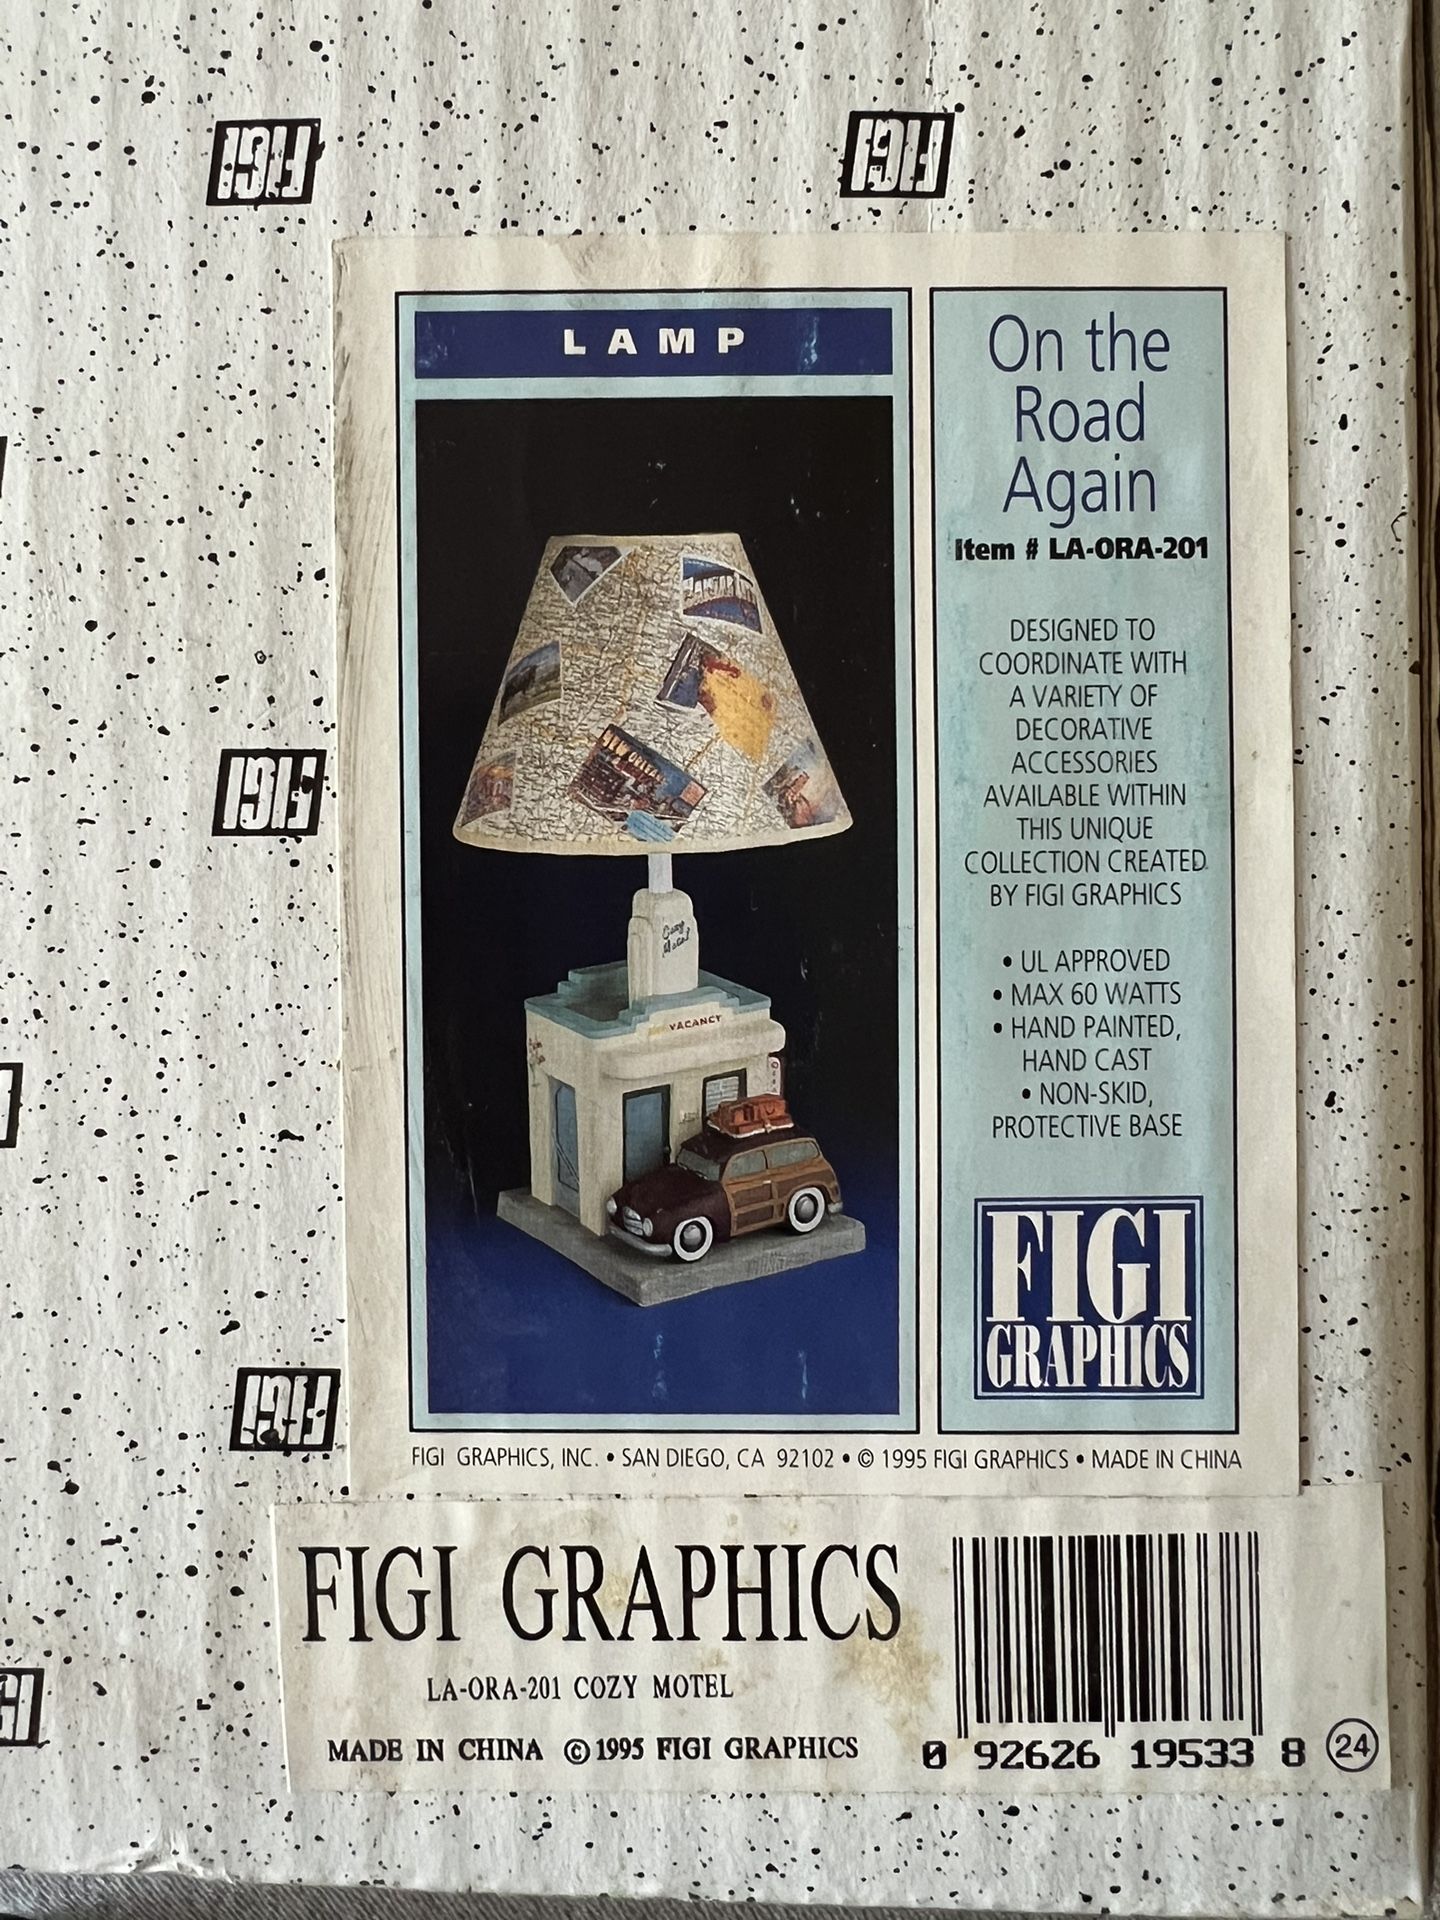 FIGI
FIGI
LAMP
On the
Road
Again
Item # LA-ORA-201
DESIGNED TO
COORDINATE WITH
A VARIETY OF
DECORATIVE
ACCESSORIES
AVAILABLE WITHIN
THIS UNIQUE
COLLECTION CREATED
BY FIGI GRAPHICS
• UL APPROVED
• MAX 60 WATTS
• HAND PAINTED,
HAND CAST
• NON-SKID,
PROTECTIVE BASE
NEW ORLEANS
Cozy
Motel
VACANCY
FIGI
FIGI
FIGI
GRAPHICS
FIGI GRAPHICS, INC. • SAN DIEGO, CA 92102 • © 1995 FIGI GRAPHICS • MADE IN CHINA
FIGI GRAPHICS
LA-ORA-201 COZY MOTEL
MADE IN CHINA © 1995 FIGI GRAPHICS
0 92626 19533 8 24